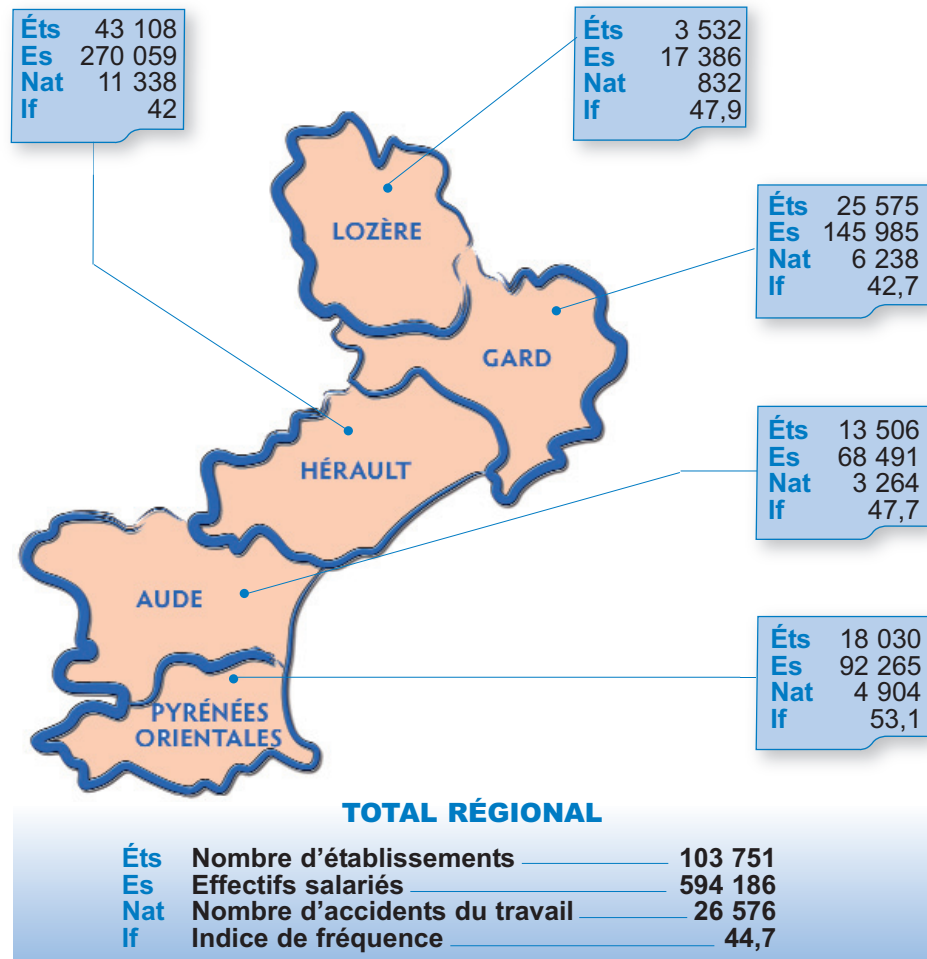 Éts 43 108
Es 270 059
Nat 11 338
If 42
Éts 3 532
Es 17 386
Nat 832
If 47,9
LOZÈRE
Éts 25 575
Es 145 985
Nat 6 238
If 42,7
GARD
HÉRAULT
Éts 13 506
Es 68 491
Nat 3 264
If 47,7
AUDE
Éts 18 030
Es 92 265
Nat 4 904
If 53,1
PYRÉNÉES
ORIENTALES
TOTAL RÉGIONAL
Éts Nombre d’établissements 103 751
Es Effectifs salariés 594 186
Nat Nombre d’accidents du travail 26 576
If Indice de fréquence 44,7